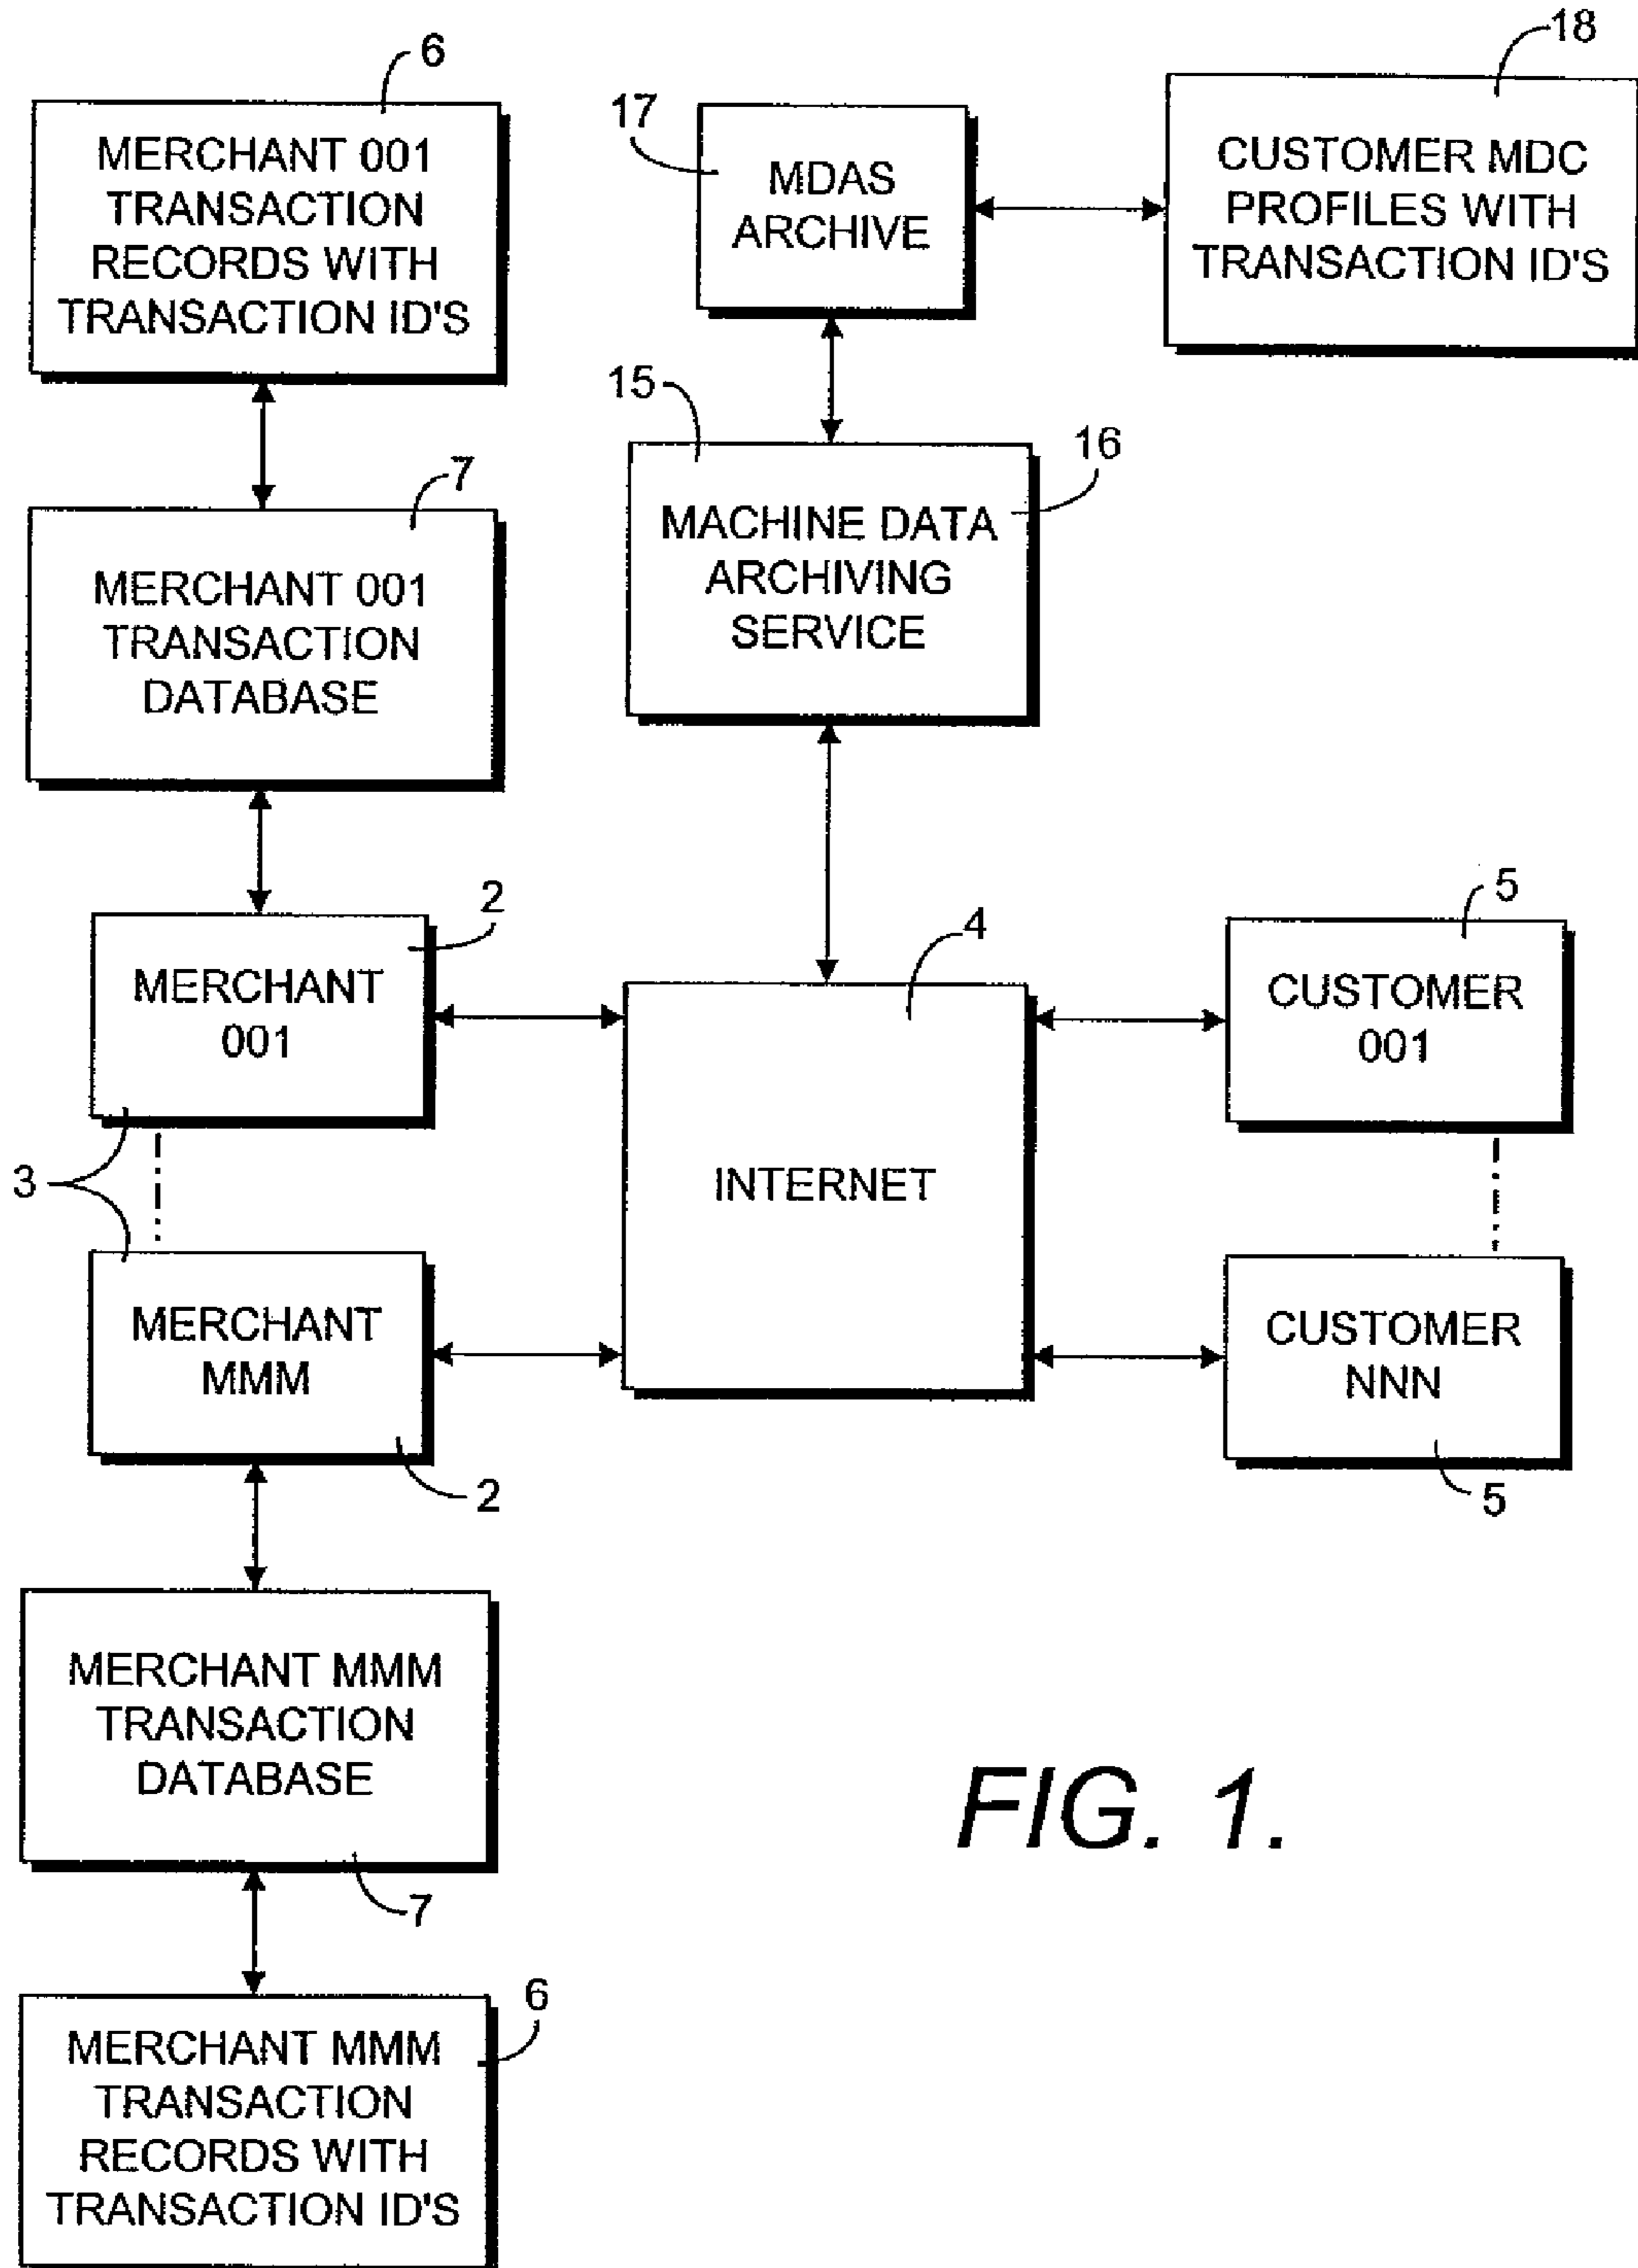 6
MERCHANT 001
TRANSACTION
RECORDS WITH
TRANSACTION ID'S
7
MERCHANT 001
TRANSACTION
DATABASE
2
MERCHANT
001
3
MERCHANT
MMM
2
MERCHANT MMM
TRANSACTION
DATABASE
7
6
MERCHANT MMM
TRANSACTION
RECORDS WITH
TRANSACTION ID'S
17
MDAS
ARCHIVE
18
CUSTOMER MDC
PROFILES WITH
TRANSACTION ID'S
15
16
MACHINE DATA
ARCHIVING
SERVICE
4
INTERNET
5
CUSTOMER
001
CUSTOMER
NNN
5
FIG. 1.